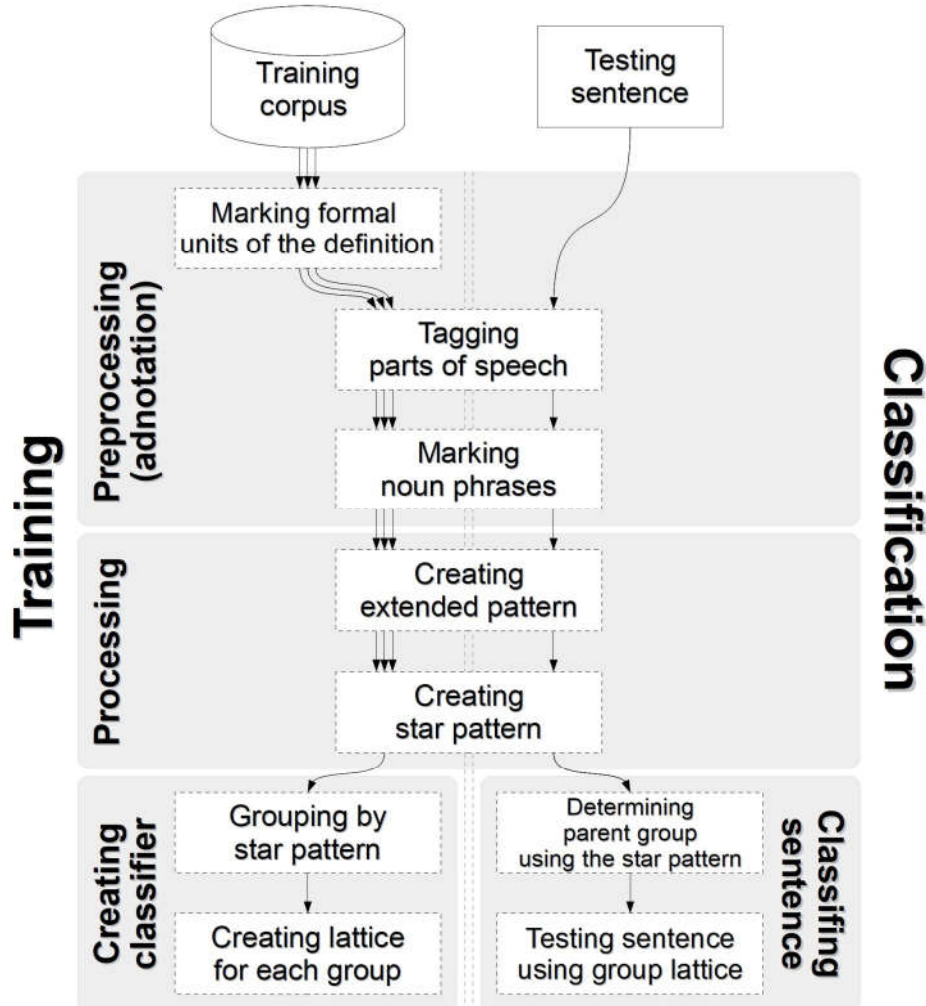 Training
corpus
Testing
sentence
Marking formal
units of the definition
Tagging
parts of speech
Marking
noun phrases
Preprocessing
(adnotation)
Training
Classification
Creating
extended pattern
Creating
star pattern
Processing
Grouping by
star pattern
Creating lattice
for each group
Creating
classifier
Determining
parent group
using the star pattern
Testing sentence
using group lattice
Classifing
sentence